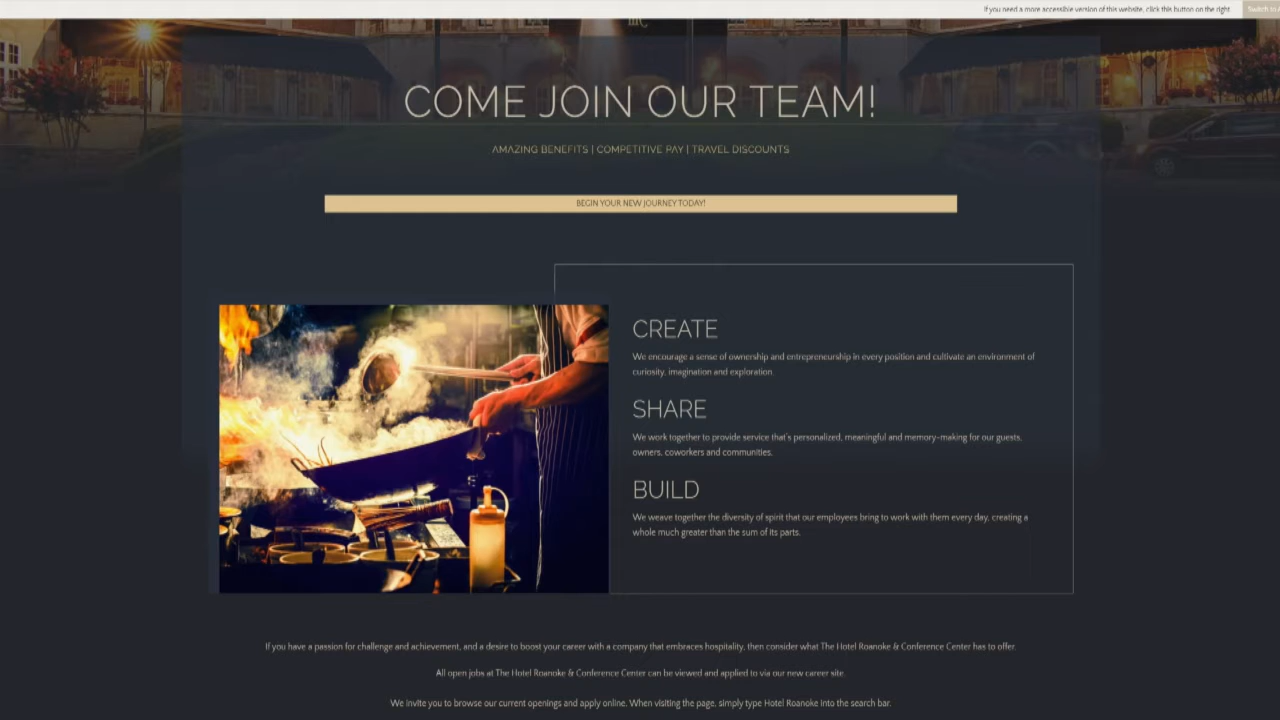 If you need a more accessible version of this website, click this button on the right.
Switch to
COME JOIN OUR TEAM!
AMAZING BENEFITS | COMPETITIVE PAY | TRAVEL DISCOUNTS
BEGIN YOUR NEW JOURNEY TODAY!
CREATE
We encourage a sense of ownership and entrepreneurship in every position and cultivate an environment of
curiosity, imagination and exploration.
SHARE
We work together to provide service that's personalized, meaningful and memory-making for our guests,
owners, coworkers and communities.
BUILD
We weave together the diversity of spirit that our employees bring to work with them every day, creating a
whole much greater than the sum of its parts.
If you have a passion for challenge and achievement, and a desire to boost your career with a company that embraces hospitality, then consider what The Hotel Roanoke & Conference Center has to offer.
All open jobs at The Hotel Roanoke & Conference Center can be viewed and applied to via our new career site.
We invite you to browse our current openings and apply online. When visiting the page, simply type Hotel Roanoke into the search bar.